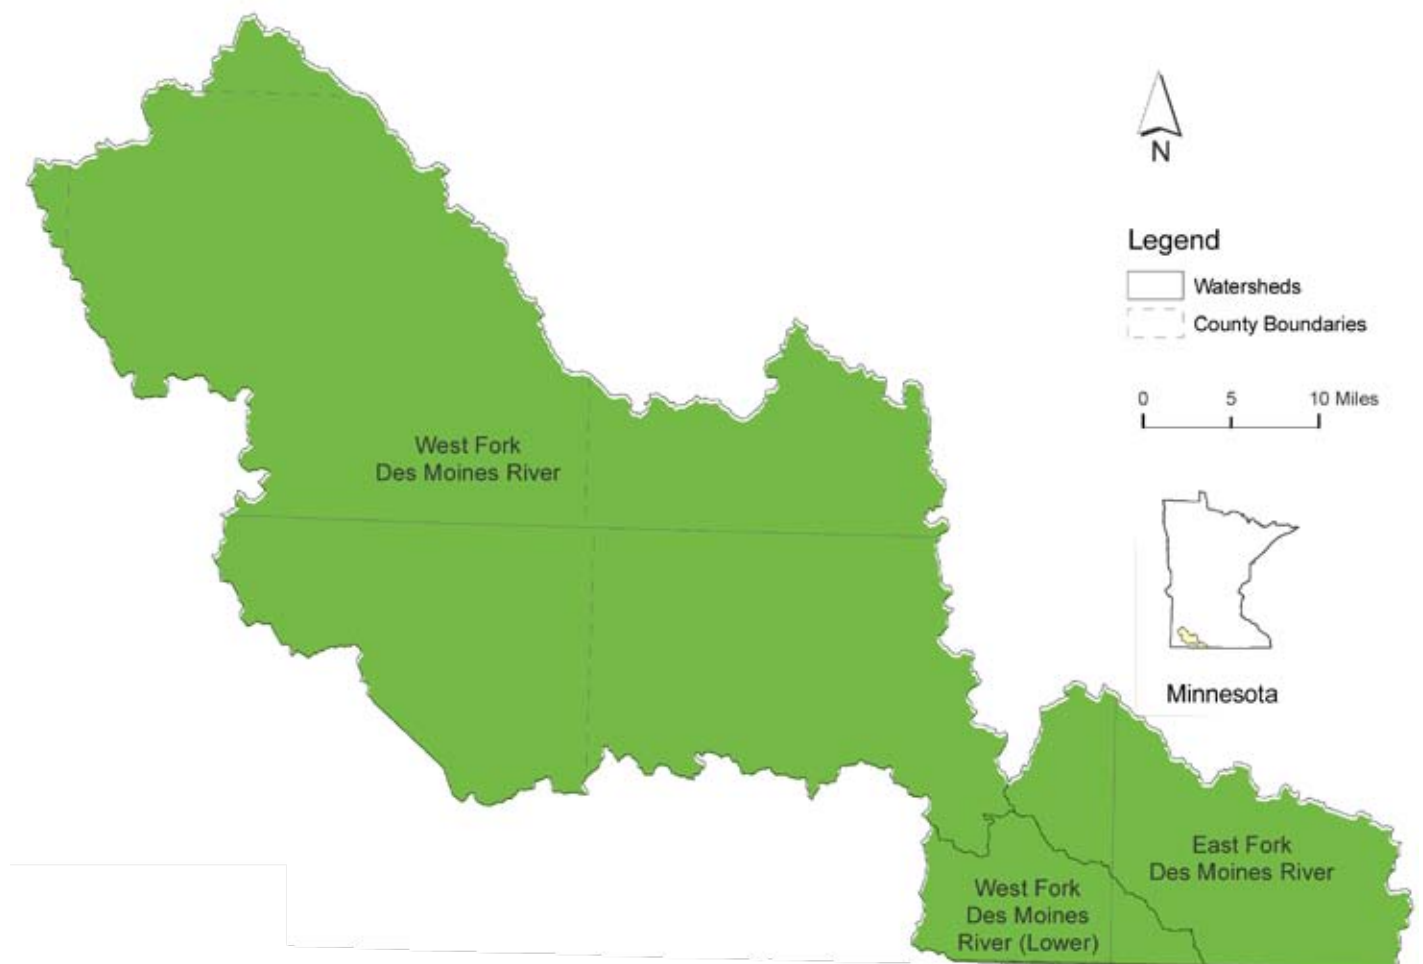 N
Legend
Watersheds
County Boundaries
0 5 10 Miles
West Fork
Des Moines River
Minnesota
East Fork
Des Moines River
West Fork
Des Moines
River (Lower)